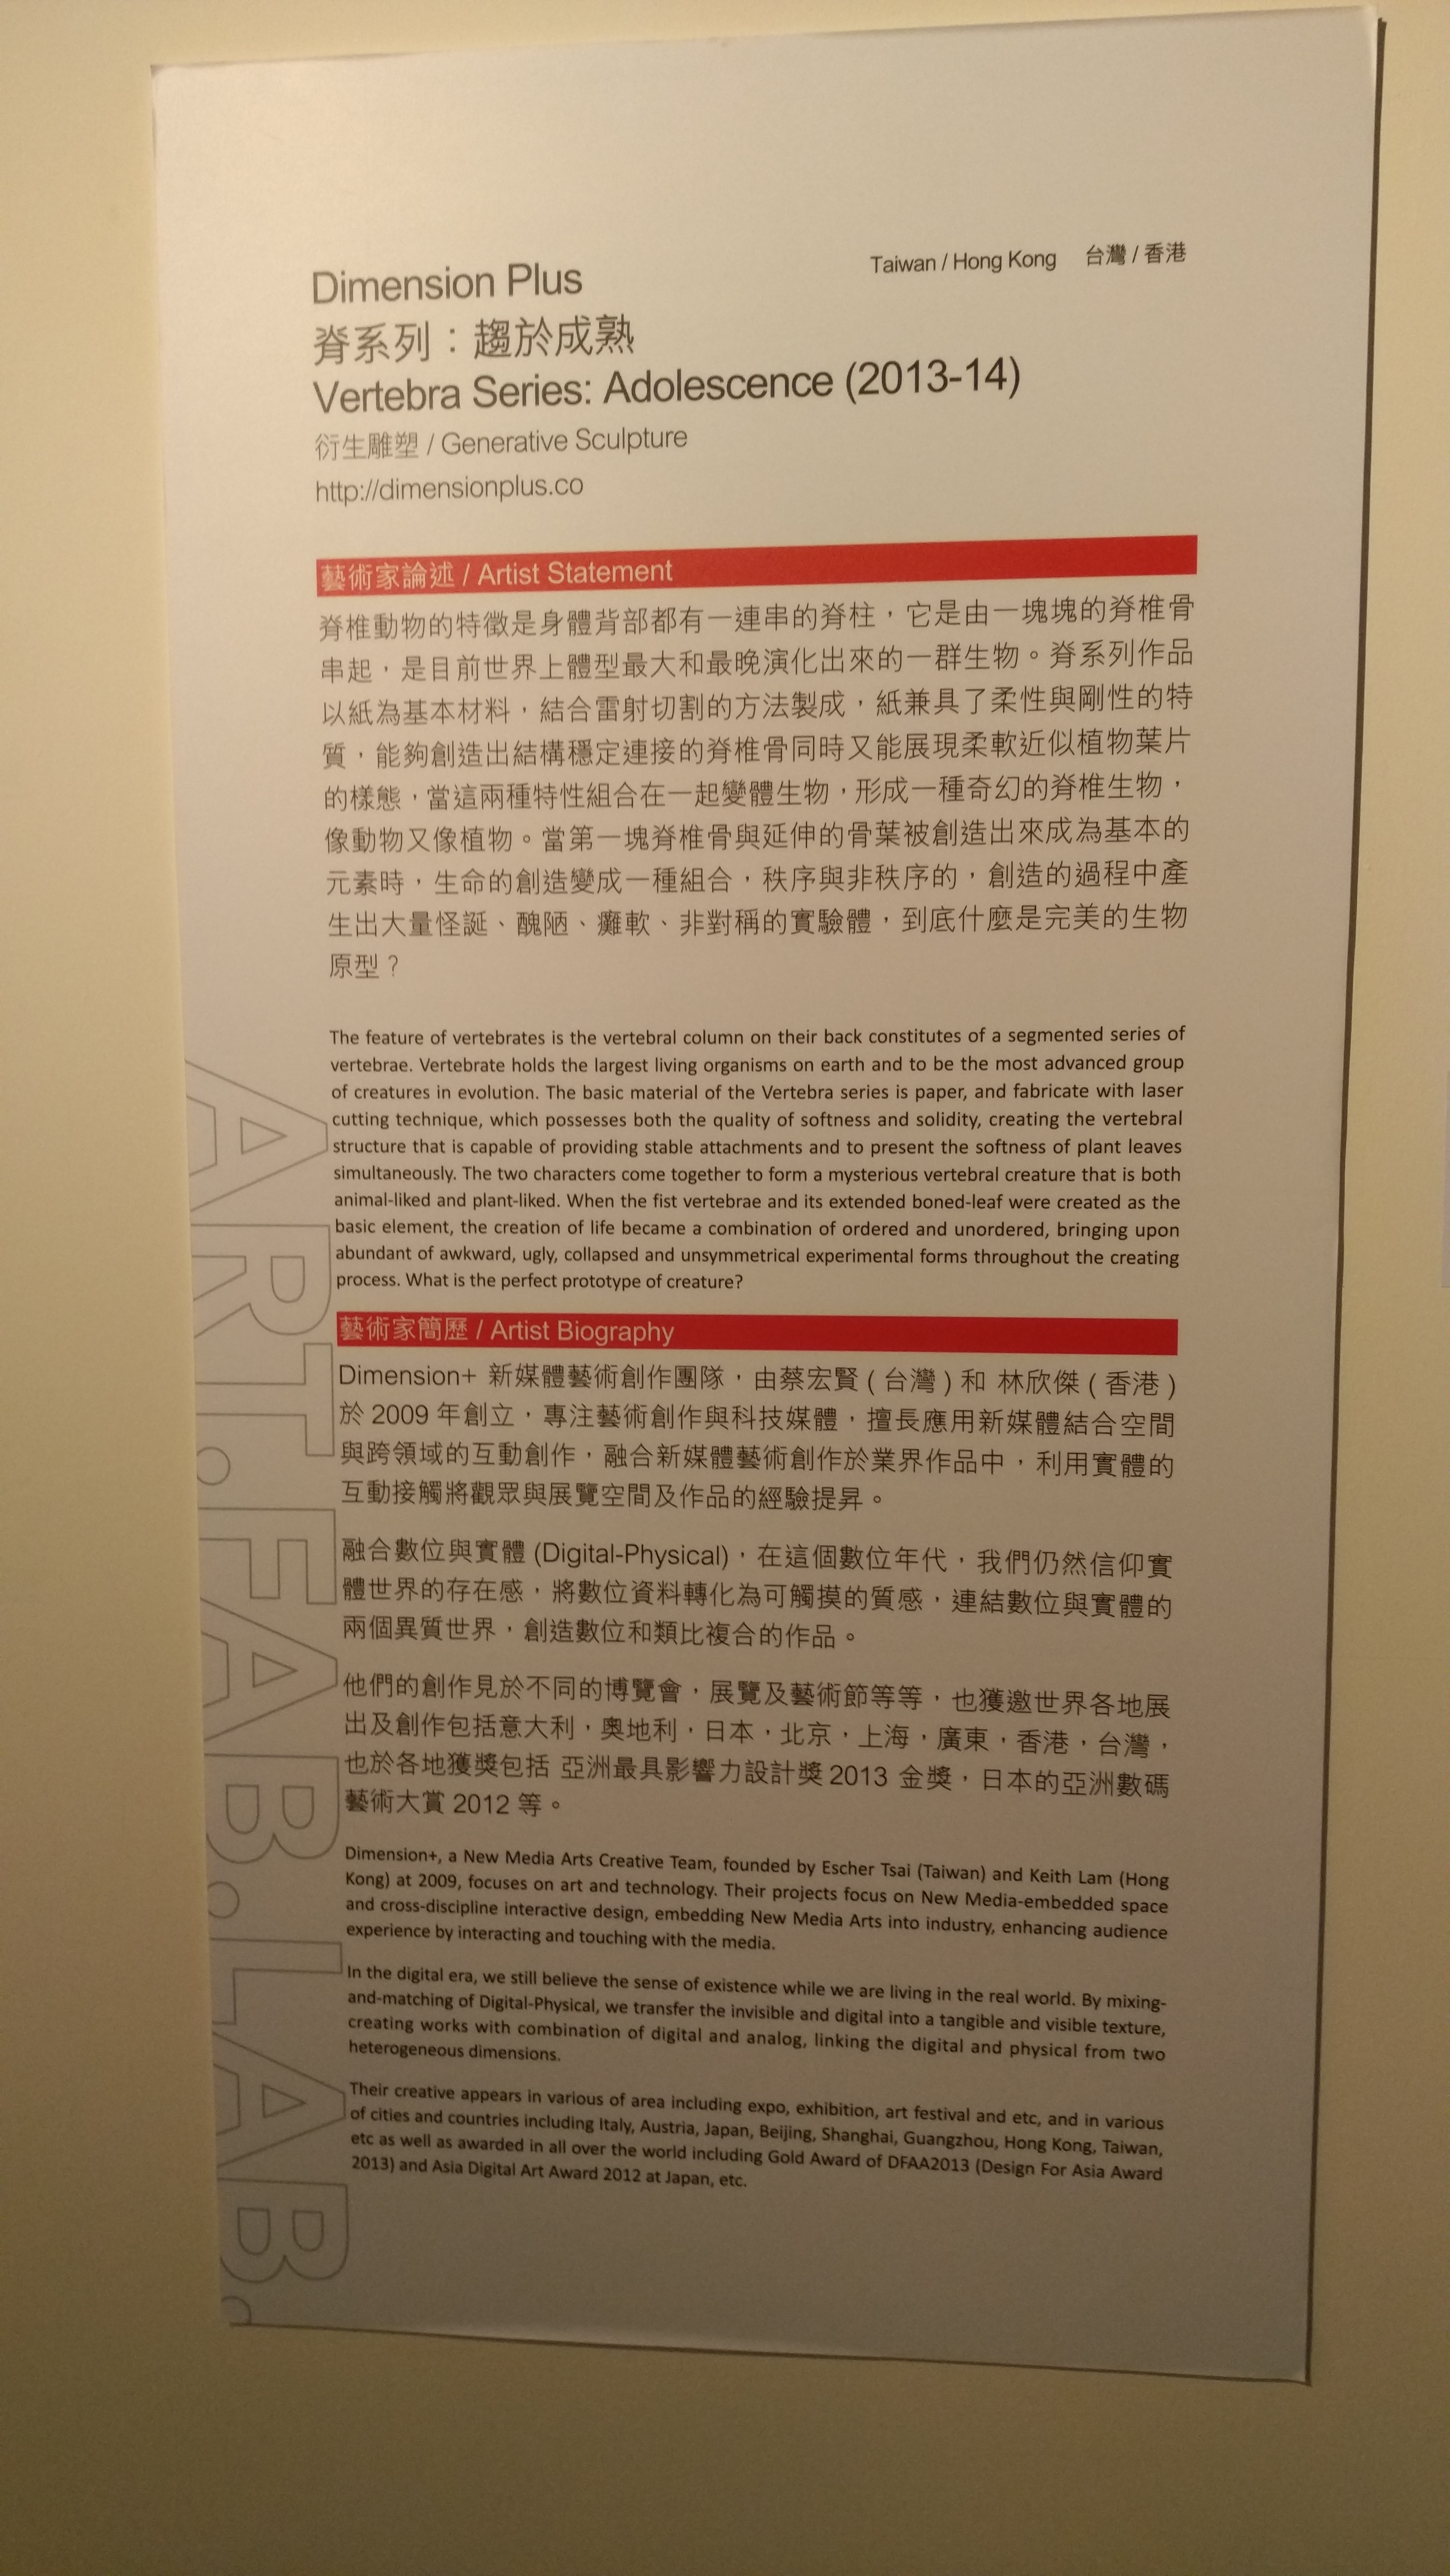 Dimension Plus
Taiwan / Hong Kong 台灣 / 香港
脊系列：趨於成熟
Vertebra Series: Adolescence (2013-14)
衍生雕塑 / Generative Sculpture
http://dimensionplus.co
藝術家論述 / Artist Statement
脊椎動物的特徵是身體背部都有一連串的脊柱，它是由一塊塊的脊椎骨
串起，是目前世界上體型最大和最晚演化出來的一群生物。脊系列作品
以紙為基本材料，結合雷射切割的方法製成，紙兼具了柔性與剛性的特
質，能夠創造出結構穩定連接的脊椎骨同時又能展現柔軟近似植物葉片
的樣態，當這兩種特性組合在一起變體生物，形成一種奇幻的脊椎生物，
像動物又像植物。當第一塊脊椎骨與延伸的骨葉被創造出來成為基本的
元素時，生命的創造變成一種組合，秩序與非秩序的，創造的過程中產
生出大量怪誕、醜陋、癱軟、非對稱的實驗體，到底什麼是完美的生物
原型？
The feature of vertebrates is the vertebral column on their back constitutes of a segmented series of
vertebrae. Vertebrate holds the largest living organisms on earth and to be the most advanced group
of creatures in evolution. The basic material of the Vertebra series is paper, and fabricate with laser
cutting technique, which possesses both the quality of softness and solidity, creating the vertebral
structure that is capable of providing stable attachments and to present the softness of plant leaves
simultaneously. The two characters come together to form a mysterious vertebral creature that is both
animal-liked and plant-liked. When the fist vertebrae and its extended boned-leaf were created as the
basic element, the creation of life became a combination of ordered and unordered, bringing upon
abundant of awkward, ugly, collapsed and unsymmetrical experimental forms throughout the creating
process. What is the perfect prototype of creature?
藝術家簡歷 / Artist Biography
Dimension+ 新媒體藝術創作團隊，由蔡宏賢 ( 台灣 ) 和 林欣傑 ( 香港 )
於 2009 年創立，專注藝術創作與科技媒體，擅長應用新媒體結合空間
與跨領域的互動創作，融合新媒體藝術創作於業界作品中，利用實體的
互動接觸將觀眾與展覽空間及作品的經驗提昇。
融合數位與實體 (Digital-Physical)，在這個數位年代，我們仍然信仰實
體世界的存在感，將數位資料轉化為可觸摸的質感，連結數位與實體的
兩個異質世界，創造數位和類比複合的作品。
他們的創作見於不同的博覽會，展覽及藝術節等等，也獲邀世界各地展
出及創作包括意大利，奧地利，日本，北京，上海，廣東，香港，台灣，
也於各地獲獎包括 亞洲最具影響力設計獎 2013 金獎，日本的亞洲數碼
藝術大賞 2012 等。
Dimension+, a New Media Arts Creative Team, founded by Escher Tsai (Taiwan) and Keith Lam (Hong
Kong) at 2009, focuses on art and technology. Their projects focus on New Media-embedded space
and cross-discipline interactive design, embedding New Media Arts into industry, enhancing audience
experience by interacting and touching with the media.
In the digital era, we still believe the sense of existence while we are living in the real world. By mixing-
and-matching of Digital-Physical, we transfer the invisible and digital into a tangible and visible texture,
creating works with combination of digital and analog, linking the digital and physical from two
heterogeneous dimensions.
Their creative appears in various of area including expo, exhibition, art festival and etc, and in various
of cities and countries including Italy, Austria, Japan, Beijing, Shanghai, Guangzhou, Hong Kong, Taiwan,
etc as well as awarded in all over the world including Gold Award of DFAA2013 (Design For Asia Award
2013) and Asia Digital Art Award 2012 at Japan, etc.
ART.FAB.LAB.